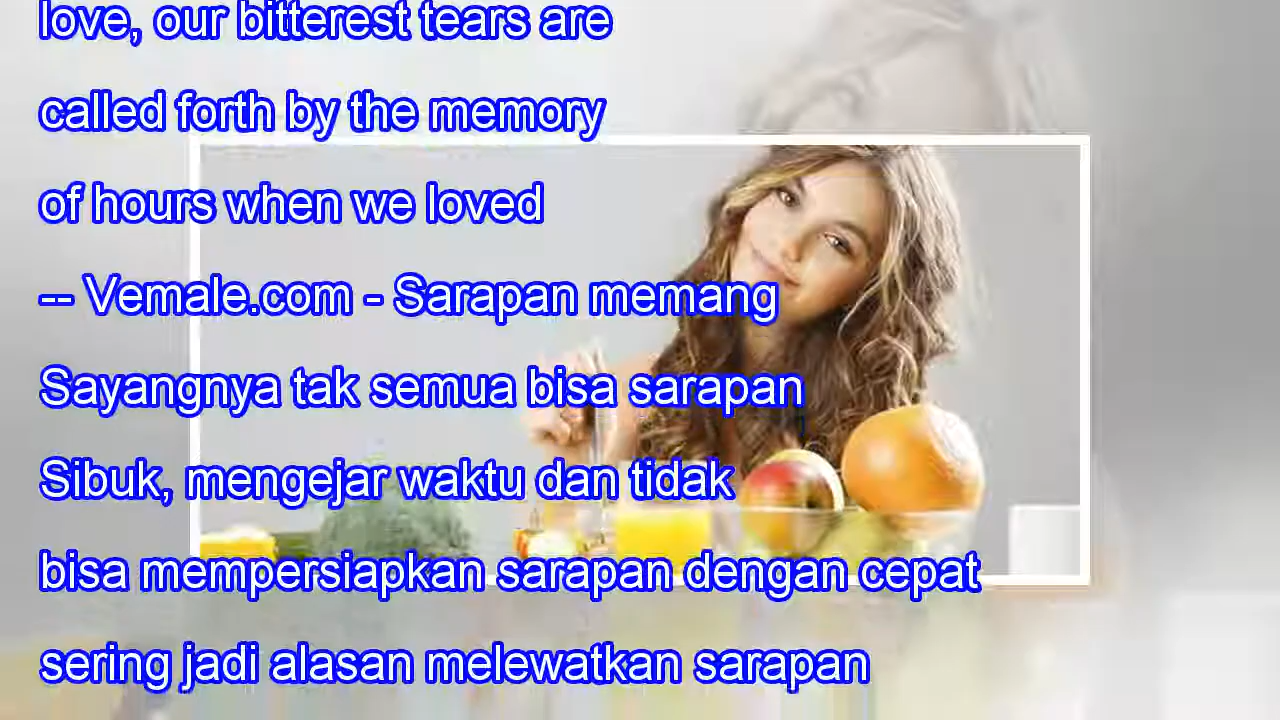 love, our bitterest tears are
called forth by the memory
of hours when we loved
-- Vemale.com - Sarapan memang
Sayangnya tak semua bisa sarapan
Sibuk, mengejar waktu dan tidak
bisa mempersiapkan sarapan dengan cepat
sering jadi alasan melewatkan sarapan